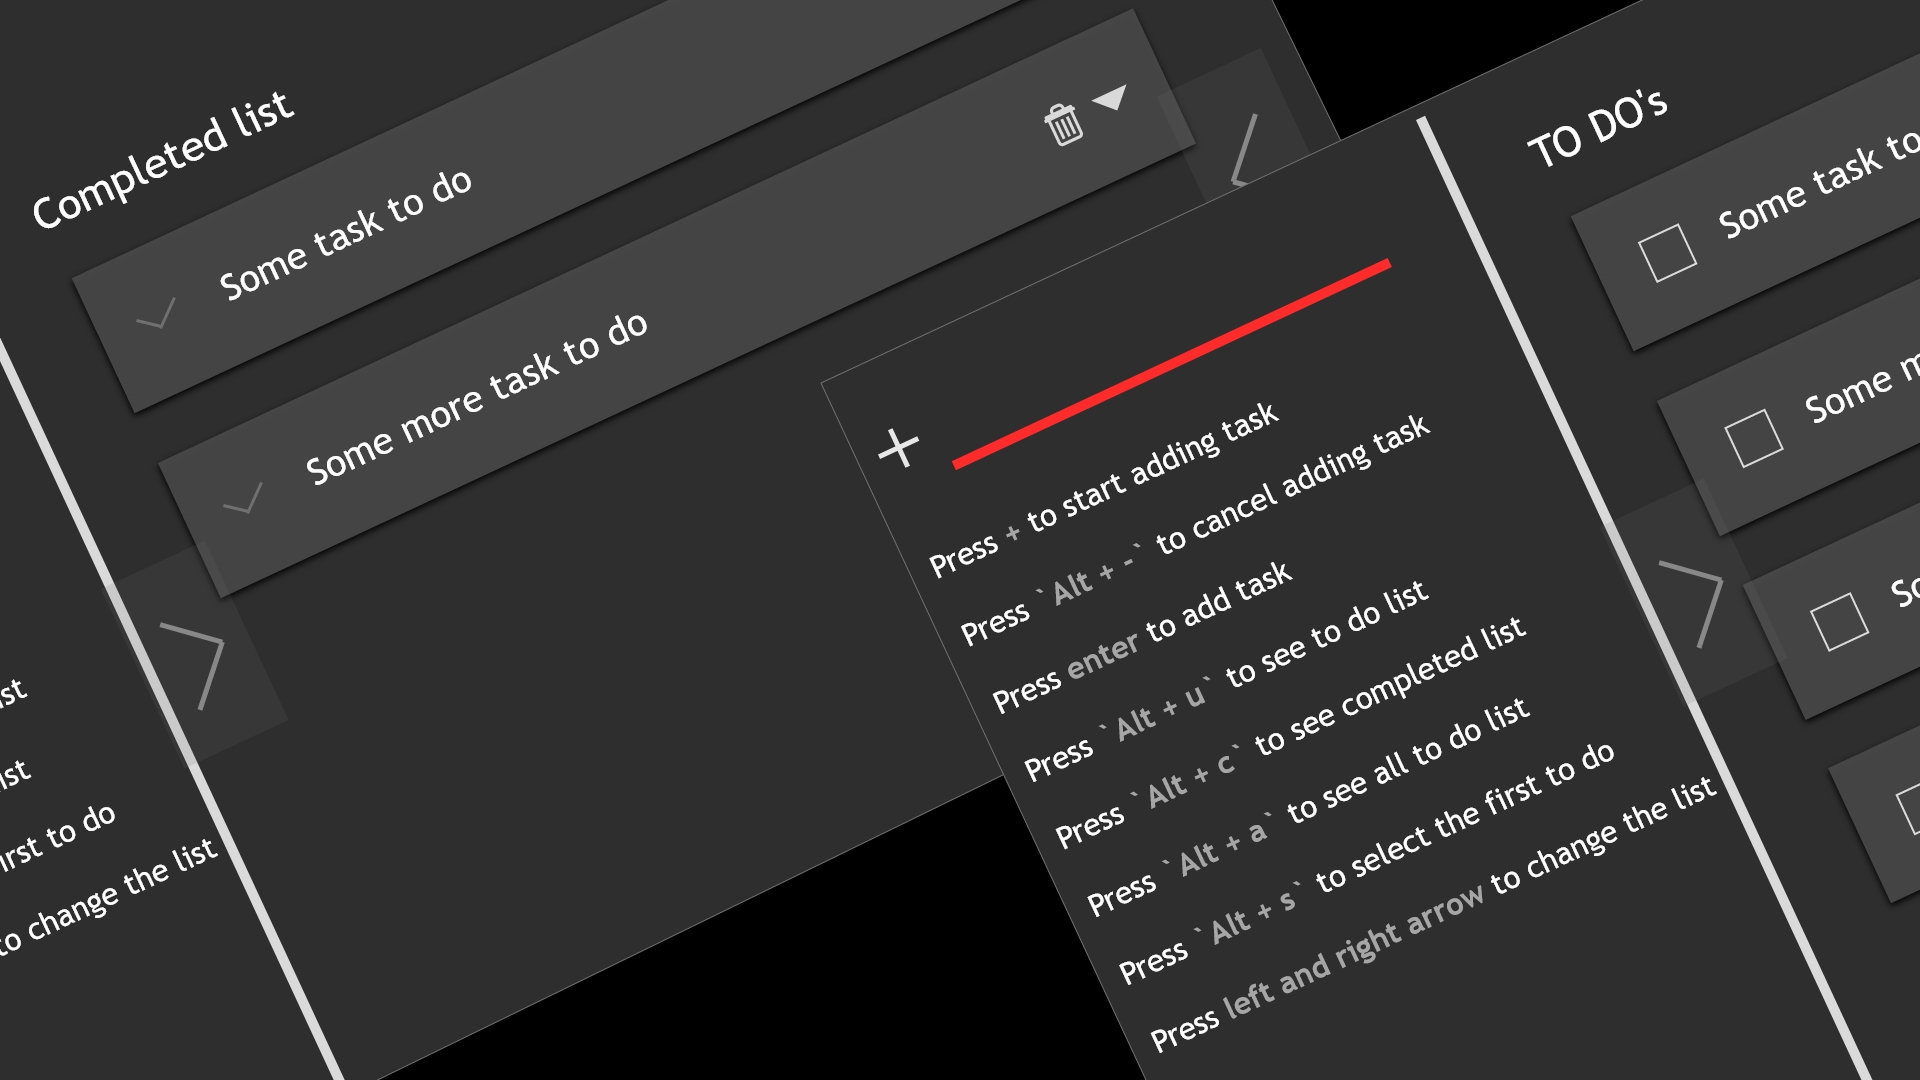 Completed list
Some task to do
Some more task to do
ist
ist
irst to do
to change the list
Press + to start adding task
Press `Alt + -` to cancel adding task
Press enter to add task
Press `Alt + u` to see to do list
Press `Alt + c` to see completed list
Press `Alt + a` to see all to do list
Press `Alt + s` to select the first to do
Press left and right arrow to change the list
TO DO's
Some task to
Some m
So